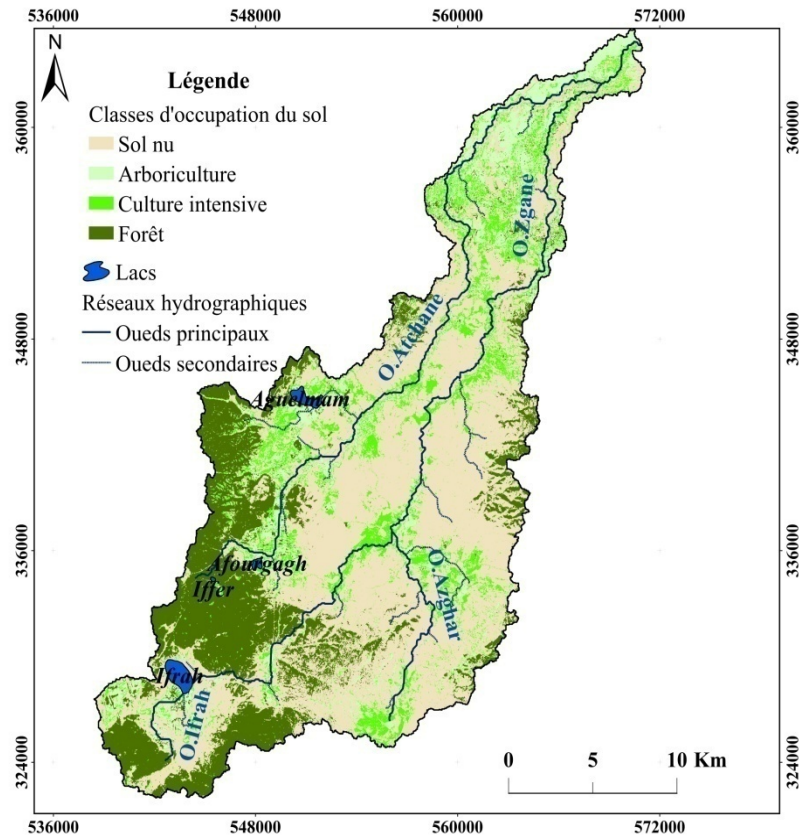 536000 548000 560000 572000
N
Légende
Classes d'occupation du sol
Sol nu
Arboriculture
Culture intensive
Forêt
Lacs
Réseaux hydrographiques
Oueds principaux
Oueds secondaires
360000 360000
348000 348000
336000 336000
324000 324000
O.Zgane
O.Atchane
Aguelmam
Afourgagh
Iffer
O.Azghar
Ifrah
O.Ifrah
0 5 10 Km
536000 548000 560000 572000